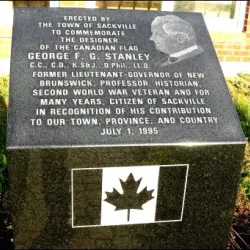 ERECTED BY
THE TOWN OF SACKVILLE
TO COMMEMORATE
THE DESIGNER
OF THE CANADIAN FLAG
GEORGE F. G. STANLEY
C.C., C.D., K.St.J., D.Phil., LL.D.
FORMER LIEUTENANT-GOVERNOR OF NEW
BRUNSWICK, PROFESSOR, HISTORIAN,
SECOND WORLD WAR VETERAN AND FOR
MANY YEARS, CITIZEN OF SACKVILLE
IN RECOGNITION OF HIS CONTRIBUTION
TO OUR TOWN, PROVINCE, AND COUNTRY
JULY 1, 1995